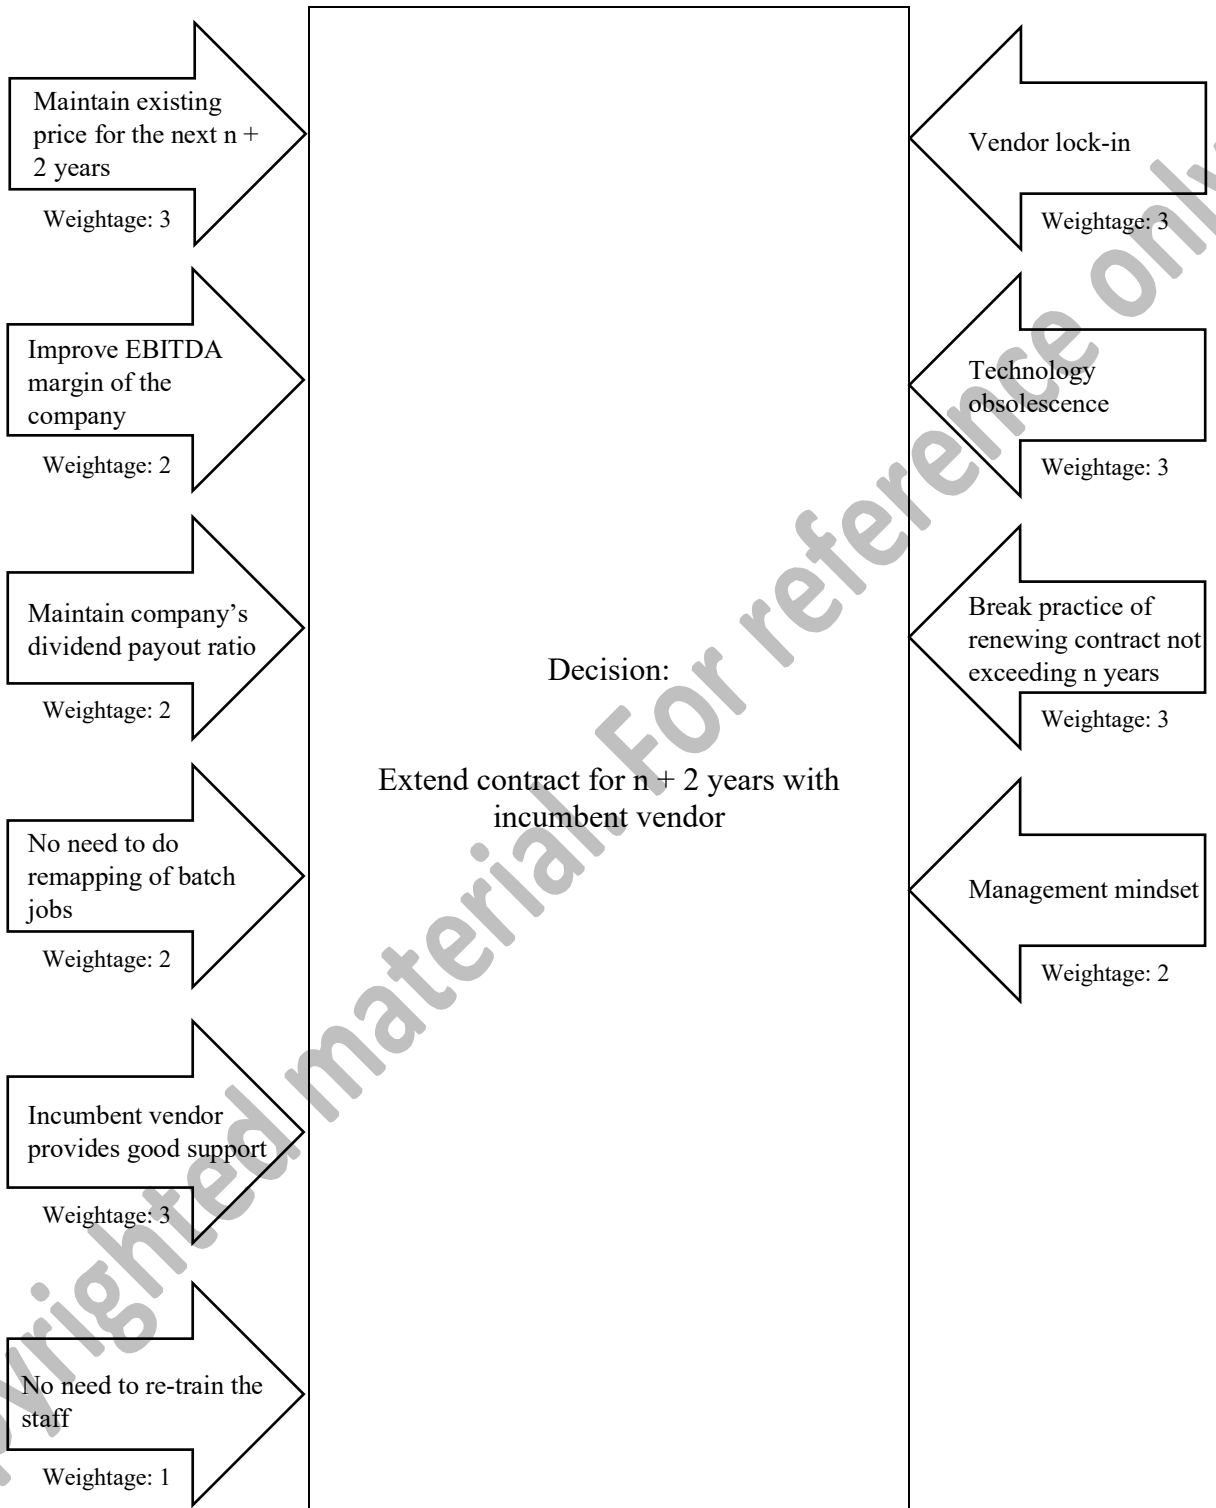 Maintain existing
price for the next n +
2 years
Weightage: 3
Improve EBITDA
margin of the
company
Weightage: 2
Maintain company’s
dividend payout ratio
Weightage: 2
No need to do
remapping of batch
jobs
Weightage: 2
Incumbent vendor
provides good support
Weightage: 3
No need to re-train the
staff
Weightage: 1
Decision:
Extend contract for n + 2 years with
incumbent vendor
Vendor lock-in
Weightage: 3
Technology
obsolescence
Weightage: 3
Break practice of
renewing contract not
exceeding n years
Weightage: 3
Management mindset
Weightage: 2
pyrighted material. For reference only